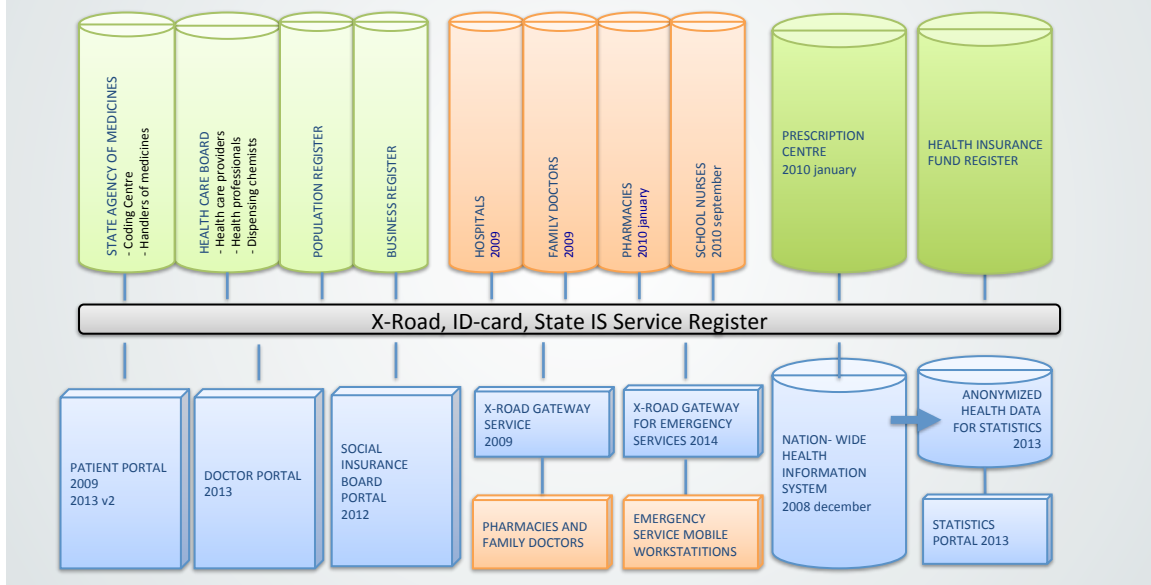 STATE AGENCY OF MEDICINES
- Coding Centre
- Handlers of medicines
HEALTH CARE BOARD
- Health care providers
- Health professionals
- Dispensing chemists
POPULATION REGISTER
BUSINESS REGISTER
HOSPITALS
2009
FAMILY DOCTORS
2009
PHARMACIES
2010 january
SCHOOL NURSES
2010 september
PRESCRIPTION
CENTRE
2010 january
HEALTH INSURANCE
FUND REGISTER
X-Road, ID-card, State IS Service Register
PATIENT PORTAL
2009
2013 v2
DOCTOR PORTAL
2013
SOCIAL
INSURANCE
BOARD
PORTAL
2012
X-ROAD GATEWAY
SERVICE
2009
PHARMACIES AND
FAMILY DOCTORS
X-ROAD GATEWAY
FOR EMERGENCY
SERVICES 2014
EMERGENCY
SERVICE MOBILE
WORKSTATITIONS
NATION- WIDE
HEALTH
INFORMATION
SYSTEM
2008 december
ANONYMIZED
HEALTH DATA
FOR STATISTICS
2013
STATISTICS
PORTAL 2013